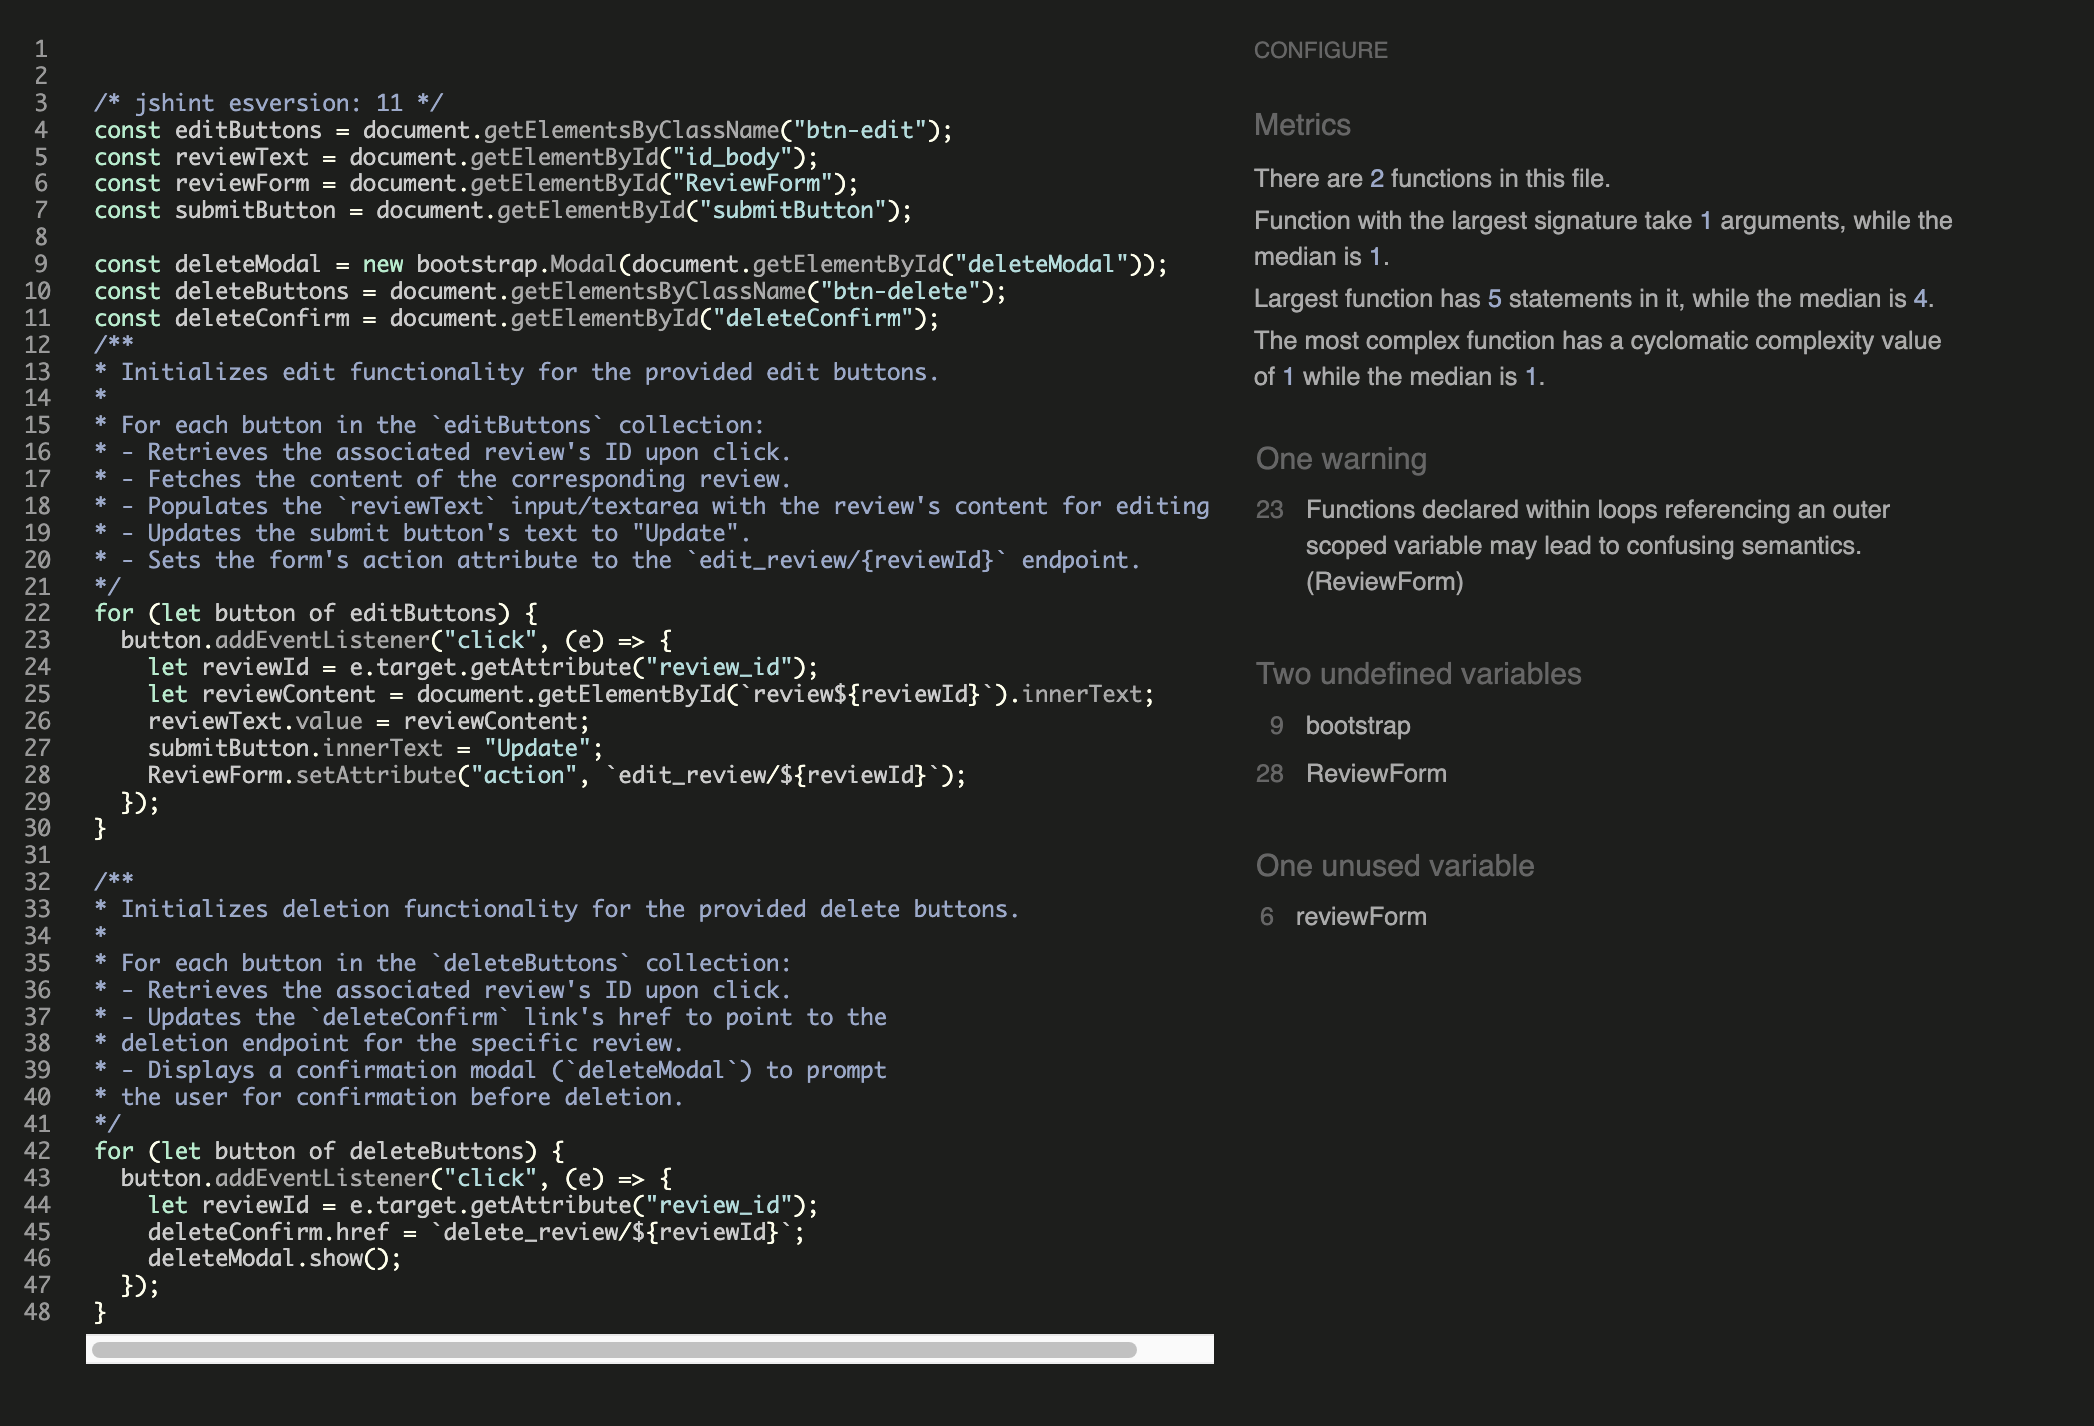 1
2
3 /* jshint esversion: 11 */
4 const editButtons = document.getElementsByClassName("btn-edit");
5 const reviewText = document.getElementById("id_body");
6 const reviewForm = document.getElementById("ReviewForm");
7 const submitButton = document.getElementById("submitButton");
8
9 const deleteModal = new bootstrap.Modal(document.getElementById("deleteModal"));
10 const deleteButtons = document.getElementsByClassName("btn-delete");
11 const deleteConfirm = document.getElementById("deleteConfirm");
12 /**
13 * Initializes edit functionality for the provided edit buttons.
14 *
15 * For each button in the `editButtons` collection:
16 * - Retrieves the associated review's ID upon click.
17 * - Fetches the content of the corresponding review.
18 * - Populates the `reviewText` input/textarea with the review's content for editing
19 * - Updates the submit button's text to "Update".
20 * - Sets the form's action attribute to the `edit_review/{reviewId}` endpoint.
21 */
22 for (let button of editButtons) {
23   button.addEventListener("click", (e) => {
24     let reviewId = e.target.getAttribute("review_id");
25     let reviewContent = document.getElementById(`review${reviewId}`).innerText;
26     reviewText.value = reviewContent;
27     submitButton.innerText = "Update";
28     ReviewForm.setAttribute("action", `edit_review/${reviewId}`);
29   });
30 }
31
32 /**
33 * Initializes deletion functionality for the provided delete buttons.
34 *
35 * For each button in the `deleteButtons` collection:
36 * - Retrieves the associated review's ID upon click.
37 * - Updates the `deleteConfirm` link's href to point to the
38 * deletion endpoint for the specific review.
39 * - Displays a confirmation modal (`deleteModal`) to prompt
40 * the user for confirmation before deletion.
41 */
42 for (let button of deleteButtons) {
43   button.addEventListener("click", (e) => {
44     let reviewId = e.target.getAttribute("review_id");
45     deleteConfirm.href = `delete_review/${reviewId}`;
46     deleteModal.show();
47   });
48 }
CONFIGURE
Metrics
There are 2 functions in this file.
Function with the largest signature take 1 arguments, while the
median is 1.
Largest function has 5 statements in it, while the median is 4.
The most complex function has a cyclomatic complexity value
of 1 while the median is 1.
One warning
23 Functions declared within loops referencing an outer
scoped variable may lead to confusing semantics.
(ReviewForm)
Two undefined variables
9 bootstrap
28 ReviewForm
One unused variable
6 reviewForm